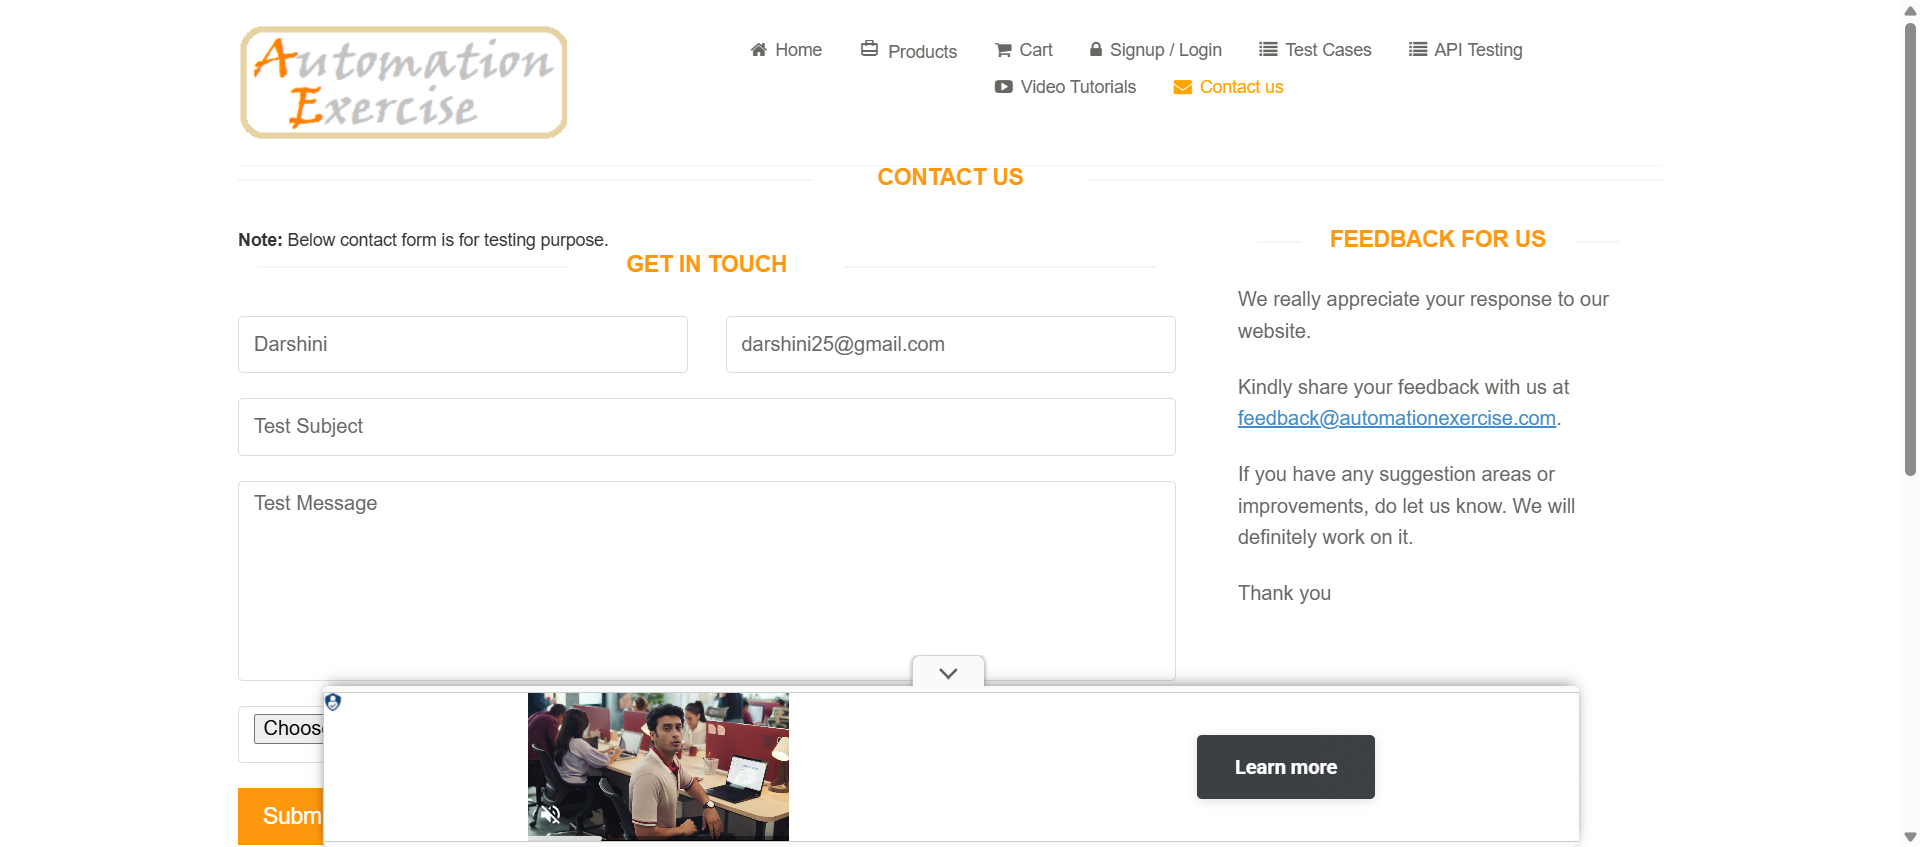 Automation
Exercise
Home
Products
Cart
Signup / Login
Test Cases
API Testing
Video Tutorials
Contact us
CONTACT US
Note: Below contact form is for testing purpose.
GET IN TOUCH
Darshini
darshini25@gmail.com
Test Subject
Test Message
Choos
Subm
FEEDBACK FOR US
We really appreciate your response to our
website.
Kindly share your feedback with us at
feedback@automationexercise.com.
If you have any suggestion areas or
improvements, do let us know. We will
definitely work on it.
Thank you
Learn more